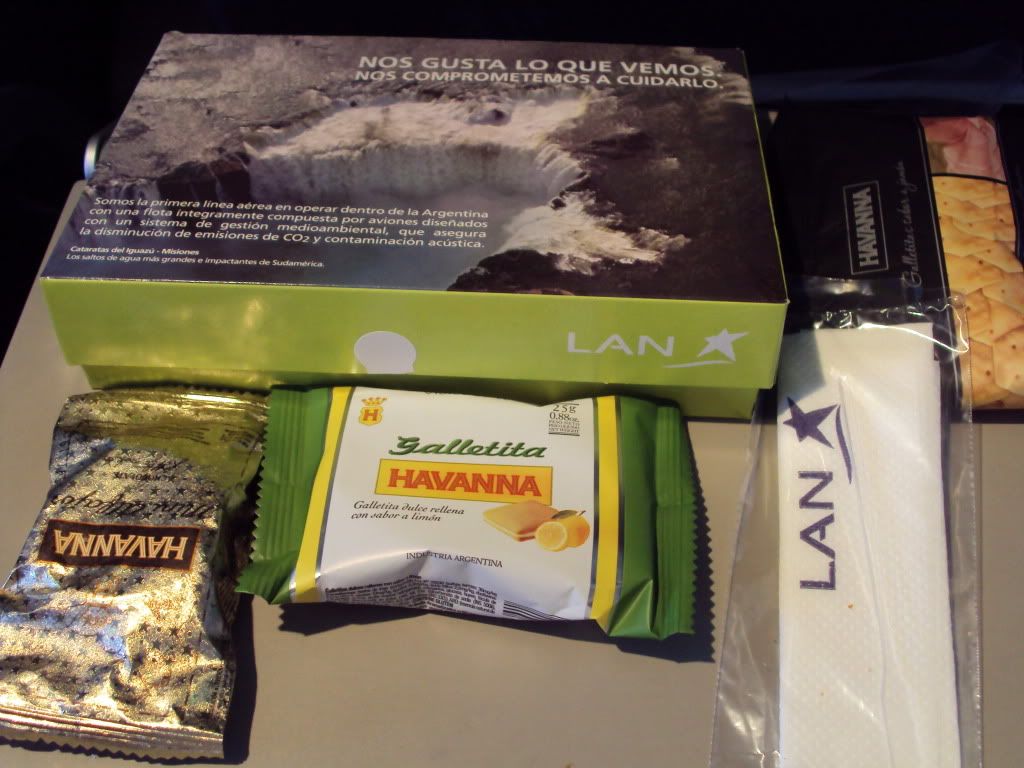 NOS GUSTA LO QUE VEMOS.
NOS COMPROMETEMOS A CUIDARLO.
Somos la primera línea aérea en operar dentro de la Argentina
con una flota íntegramente compuesta por aviones diseñados
con un sistema de gestión medioambiental, que asegura
la disminución de emisiones de CO2 y contaminación acústica.
Cataratas del Iguazú - Misiones
Los saltos de agua más grandes e impactantes de Sudamérica.
LAN
HAVANNA
Galletitas
HAVANNA
H
25g
0.88oz.
Galletita
HAVANNA
Galletita dulce rellena
con sabor a limón
INDUSTRIA ARGENTINA
LAN